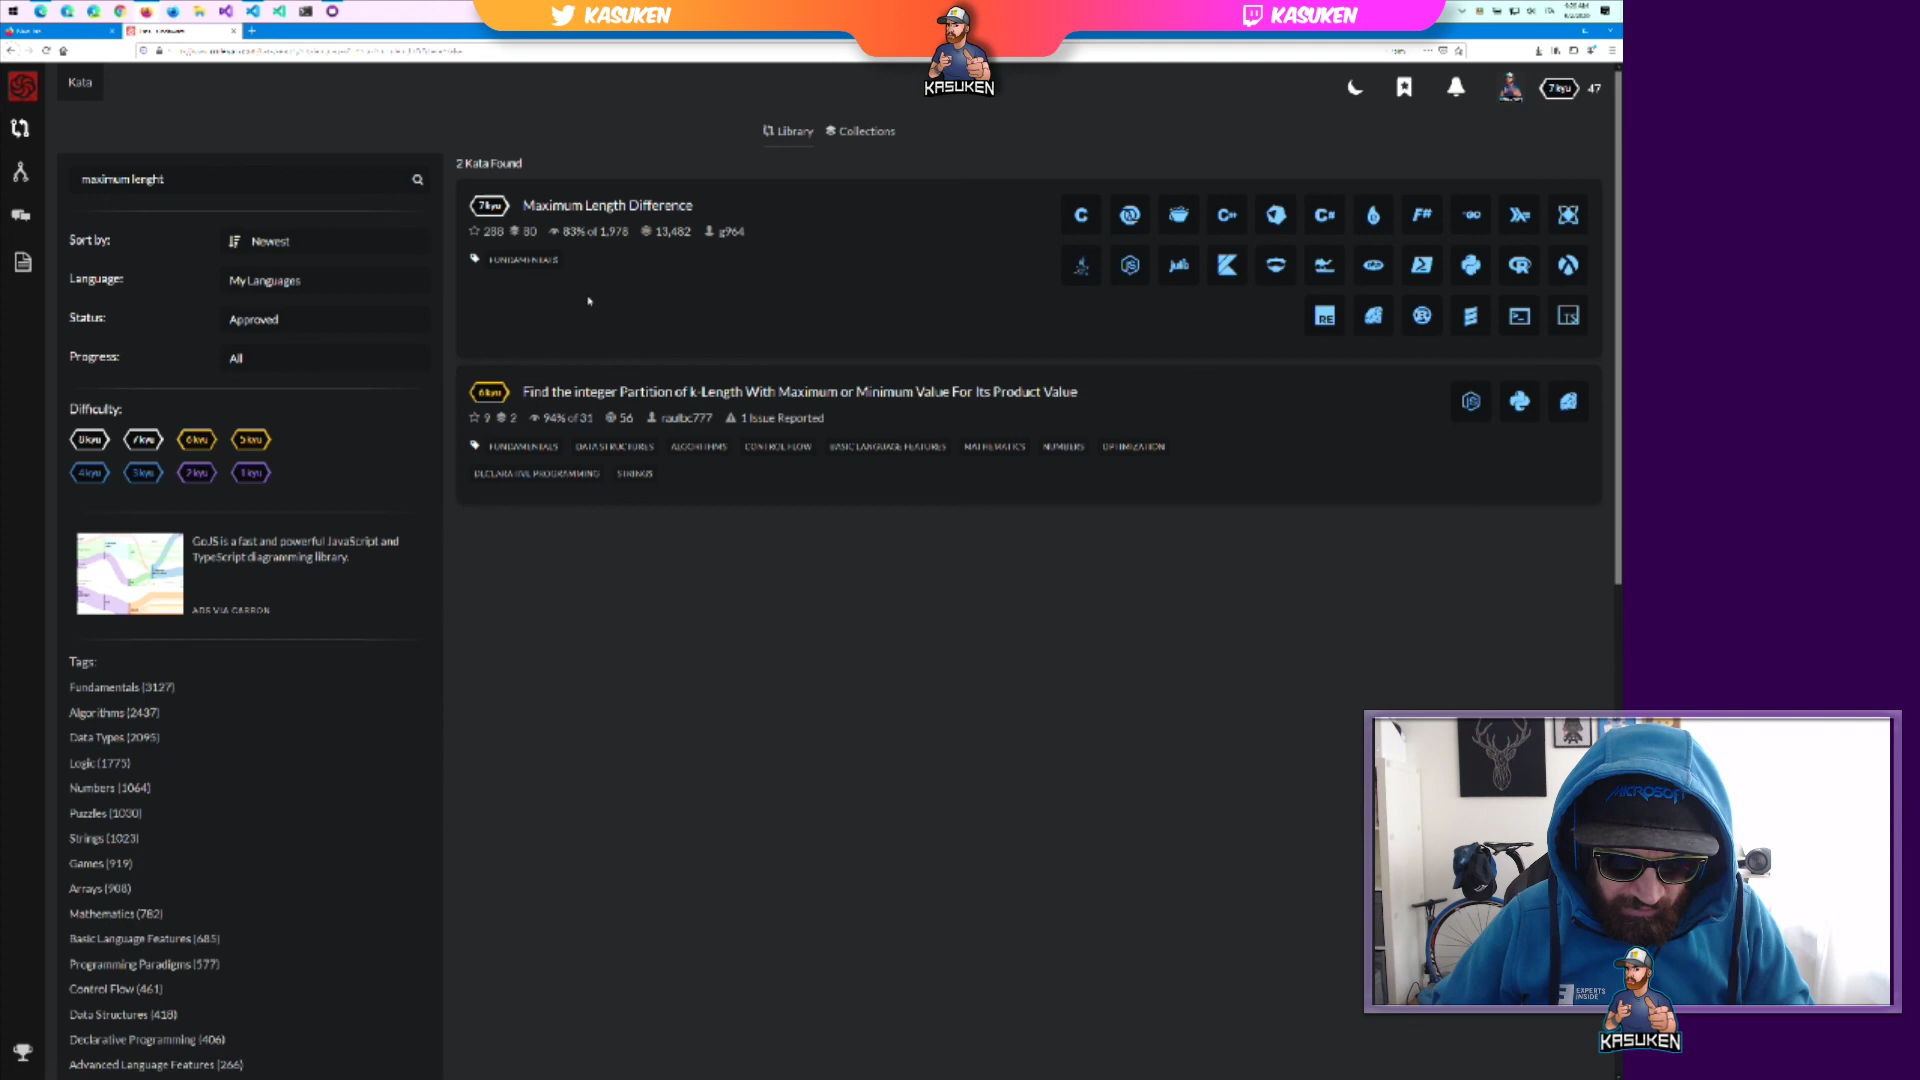 KASUKEN
KASUKEN
KASUKEN
Kata
7 kyu
47
Library
Collections
maximum lenght
2 Kata Found
7 kyu
Maximum Length Difference
288 80 83% of 1,978 13,482 g964
FUNDAMENTALS
Sort by:
Newest
Language:
My Languages
Status:
Approved
Progress:
All
6 kyu
Find the integer Partition of k-Length With Maximum or Minimum Value For Its Product Value
9 2 94% of 31 56 raulbc777 1 Issue Reported
FUNDAMENTALS DATA STRUCTURES ALGORITHMS CONTROL FLOW BASIC LANGUAGE FEATURES MATHEMATICS NUMBERS OPTIMIZATION
DECLARATIVE PROGRAMMING STRINGS
C
C++
C#
F#
GO
JS
RE
TS
Difficulty:
8 kyu 7 kyu 6 kyu 5 kyu
4 kyu 3 kyu 2 kyu 1 kyu
GoJS is a fast and powerful JavaScript and
TypeScript diagramming library.
ADS VIA CARBON
Tags:
Fundamentals (3127)
Algorithms (2437)
Data Types (2095)
Logic (1775)
Numbers (1064)
Puzzles (1030)
Strings (1023)
Games (919)
Arrays (908)
Mathematics (782)
Basic Language Features (685)
Programming Paradigms (577)
Control Flow (461)
Data Structures (418)
Declarative Programming (406)
Advanced Language Features (266)
MICROSOFT
EXPERTS
INSIDE
KASUKEN